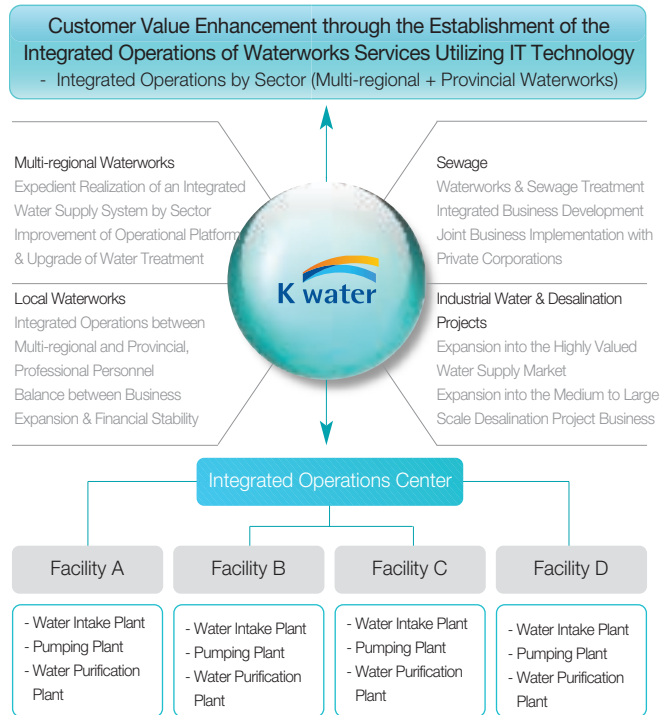 Customer Value Enhancement through the Establishment of the
Integrated Operations of Waterworks Services Utilizing IT Technology
- Integrated Operations by Sector (Multi-regional + Provincial Waterworks)
Multi-regional Waterworks
Expedient Realization of an Integrated
Water Supply System by Sector
Improvement of Operational Platform
& Upgrade of Water Treatment
Sewage
Waterworks & Sewage Treatment
Integrated Business Development
Joint Business Implementation with
Private Corporations
K water
Local Waterworks
Integrated Operations between
Multi-regional and Provincial,
Professional Personnel
Balance between Business
Expansion & Financial Stability
Industrial Water & Desalination
Projects
Expansion into the Highly Valued
Water Supply Market
Expansion into the Medium to Large
Scale Desalination Project Business
Integrated Operations Center
Facility A
- Water Intake Plant
- Pumping Plant
- Water Purification
Plant
Facility B
- Water Intake Plant
- Pumping Plant
- Water Purification
Plant
Facility C
- Water Intake Plant
- Pumping Plant
- Water Purification
Plant
Facility D
- Water Intake Plant
- Pumping Plant
- Water Purification
Plant